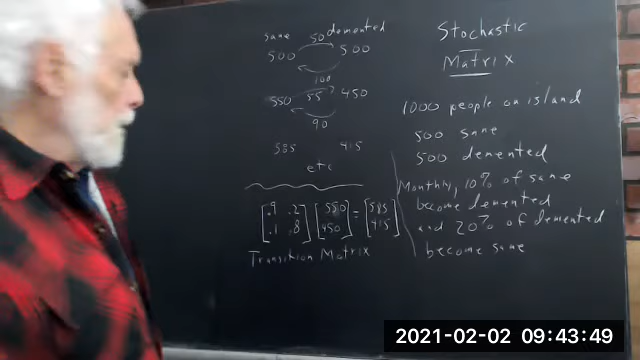 sane 50 demented
500 500
100
550 55 450
90
585 415
etc
[.9 .2] [550] = [585]
[.1 .8] [450] [415]
Transition Matrix
Stochastic
Matrix
1000 people on island
500 sane
500 demented
Monthly, 10% of sane
become demented
and 20% of demented
become sane
2021-02-02 09:43:49